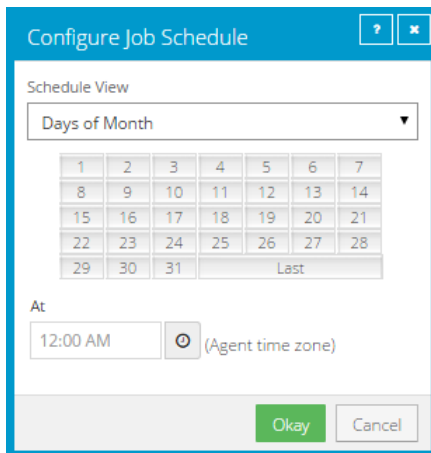 Configure Job Schedule ? ×
Schedule View
Days of Month
1 2 3 4 5 6 7
8 9 10 11 12 13 14
15 16 17 18 19 20 21
22 23 24 25 26 27 28
29 30 31 Last
At
12:00 AM (Agent time zone)
Okay Cancel